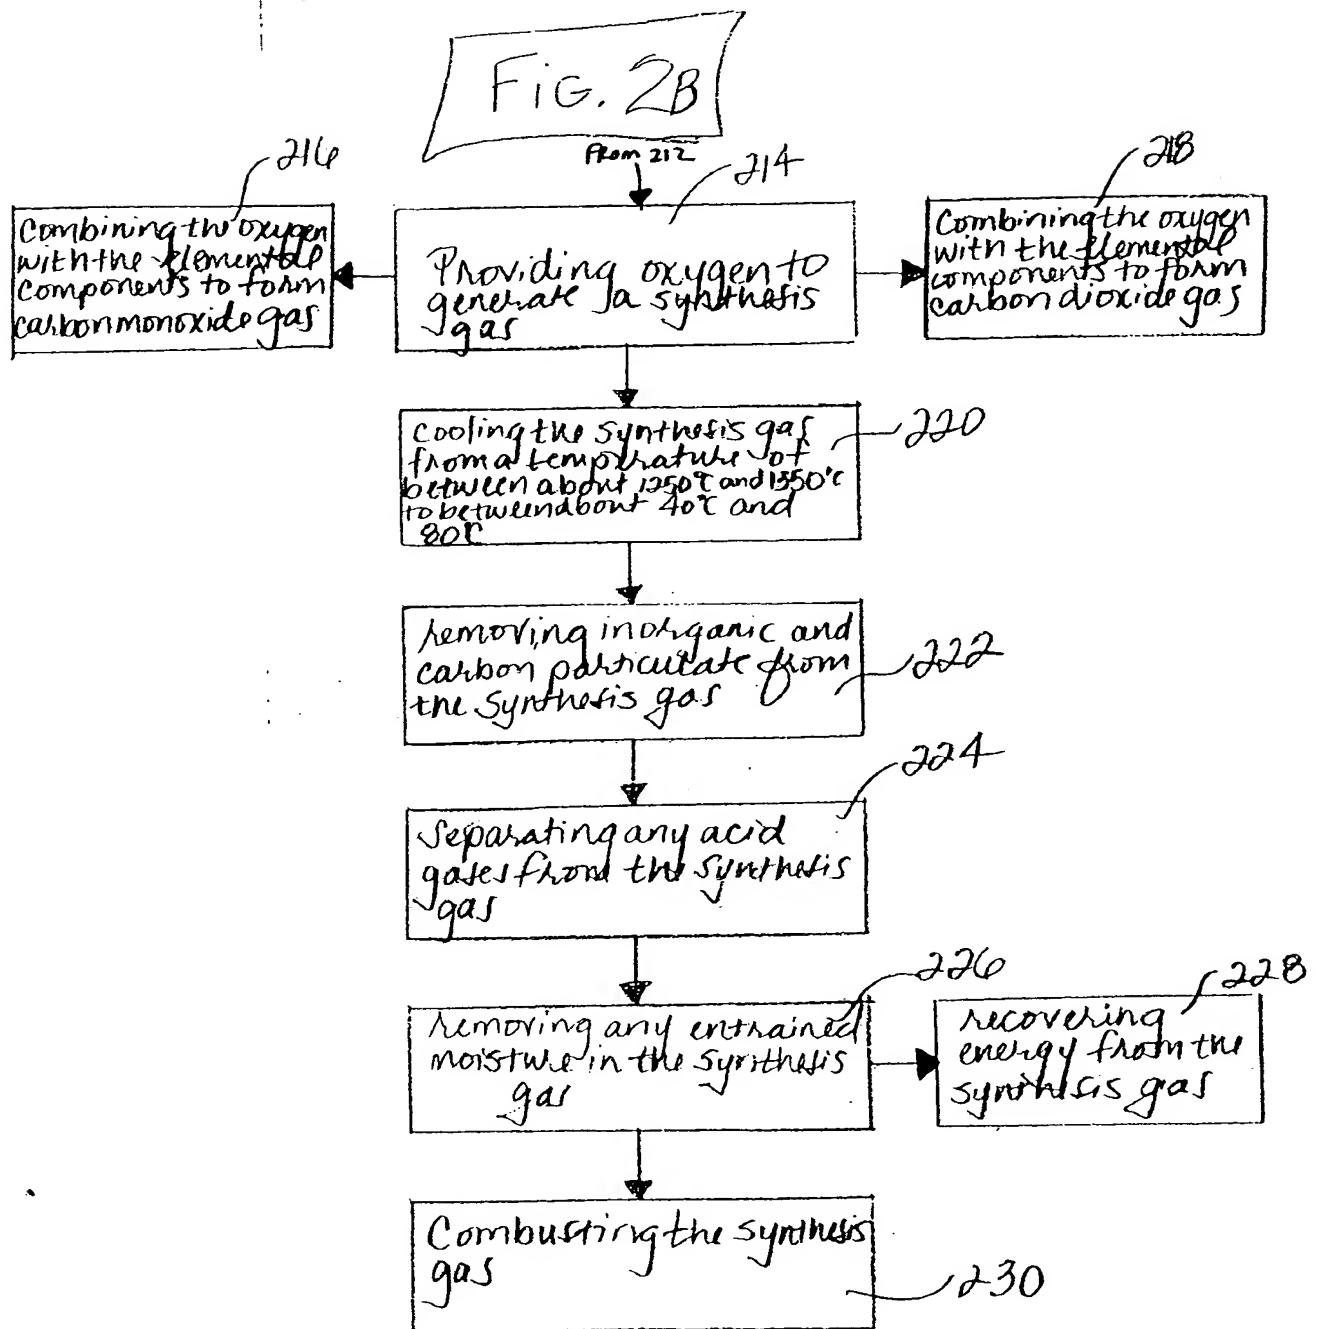 FIG. 2B
From 212
216
214
218
Combining the oxygen
with the elemental
components to form
carbon monoxide gas
Providing oxygen to
generate a synthesis
gas
Combining the oxygen
with the elemental
components to form
carbon dioxide gas
cooling the synthesis gas
from a temperature of
between about 1250°C and 1350°C
to between about 40°C and
80°C
220
removing inorganic and
carbon particulate from
the synthesis gas
222
224
Separating any acid
gases from the synthesis
gas
226
228
removing any entrained
moisture in the synthesis
gas
recovering
energy from the
synthesis gas
Combusting the synthesis
gas
230